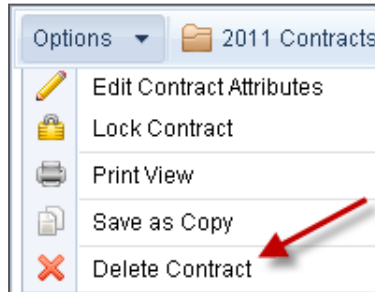 Options 2011 Contracts
Edit Contract Attributes
Lock Contract
Print View
Save as Copy
Delete Contract